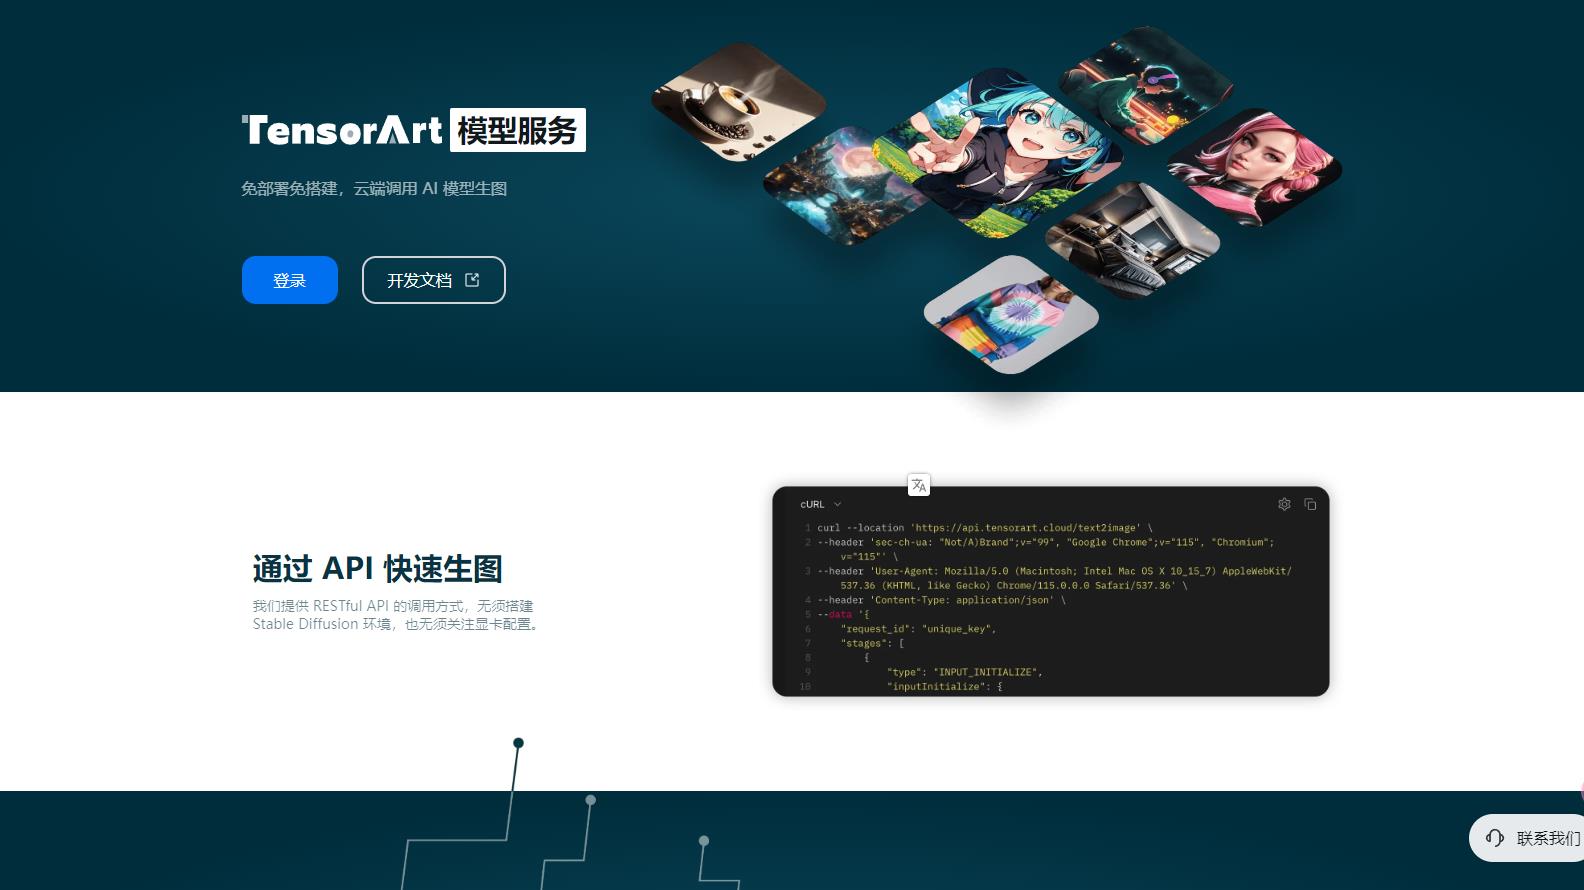 TensorArt 模型服务
免部署免搭建，云端调用 AI 模型生图
登录
开发文档
通过 API 快速生图
我们提供 RESTful API 的调用方式，无须搭建
Stable Diffusion 环境，也无须关注显卡配置。
cURL
1 curl --location 'https://api.tensorart.cloud/text2image' \
2 --header 'sec-ch-ua: "Not/A)Brand";v="99", "Google Chrome";v="115", "Chromium";
v="115"' \
3 --header 'User-Agent: Mozilla/5.0 (Macintosh; Intel Mac OS X 10_15_7) AppleWebKit/
537.36 (KHTML, like Gecko) Chrome/115.0.0.0 Safari/537.36' \
4 --header 'Content-Type: application/json' \
5 --data '{
6 "request_id": "unique_key",
7 "stages": [
8 {
9 "type": "INPUT_INITIALIZE",
10 "inputInitialize": {
联系我们